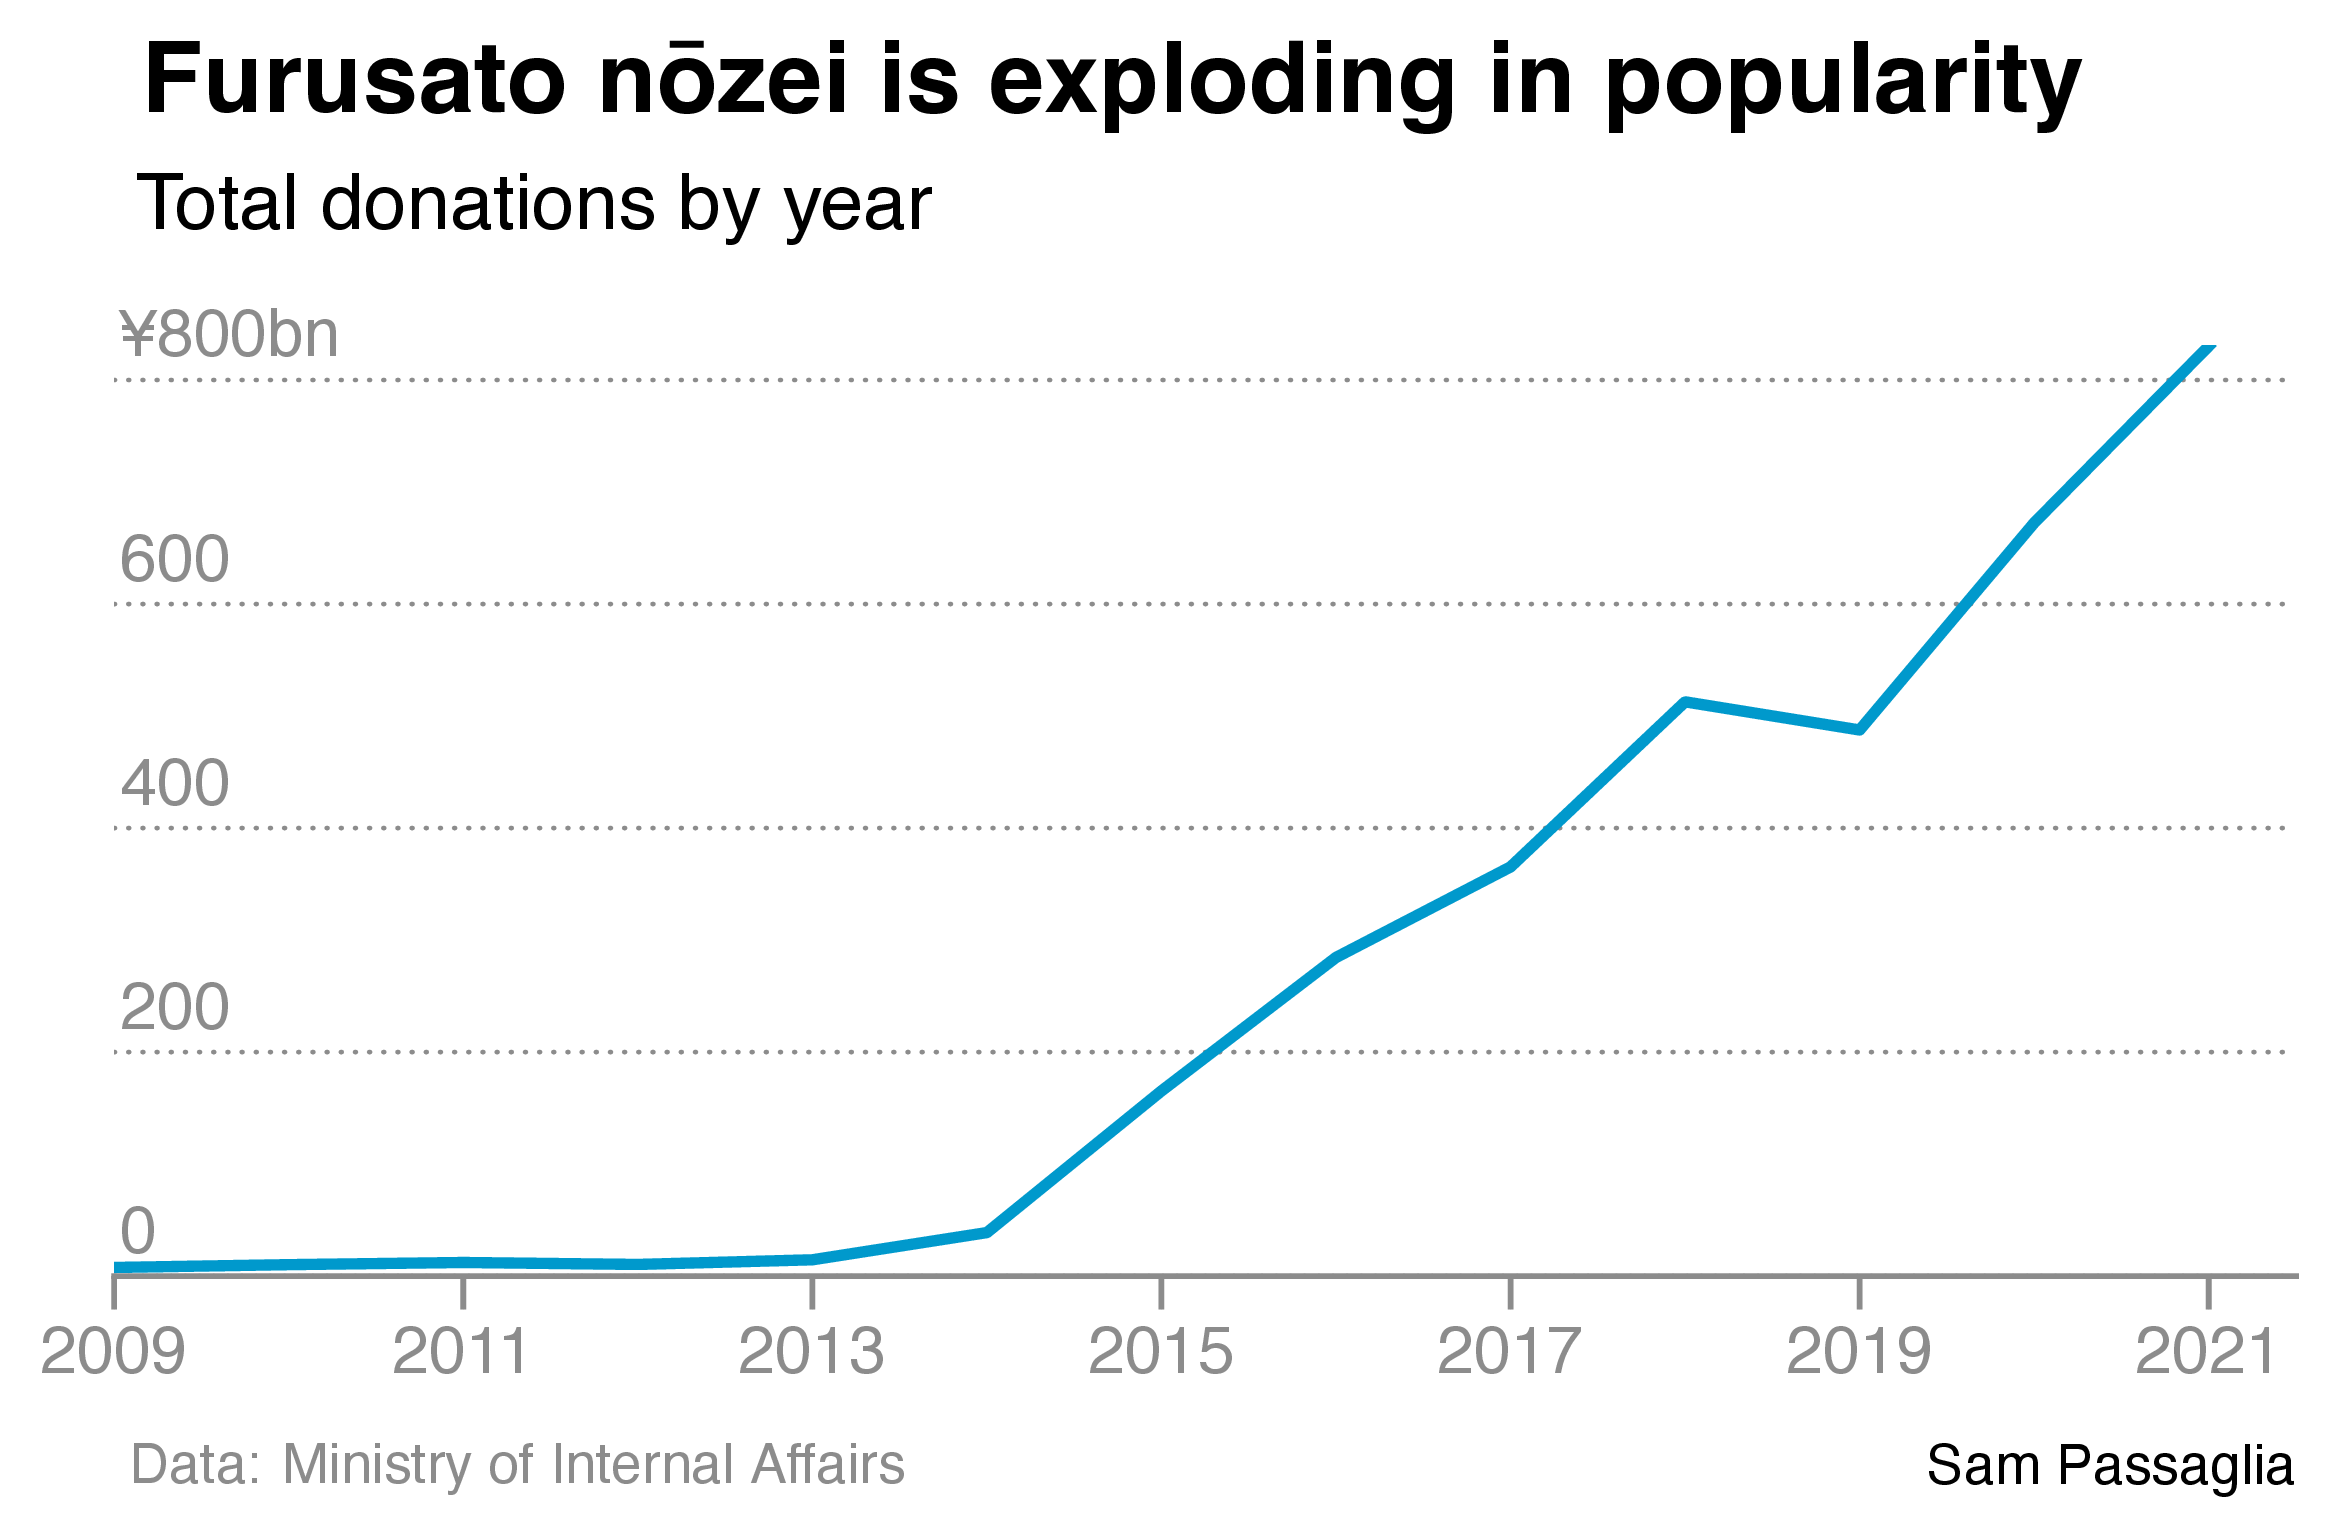 Furusato nōzei is exploding in popularity
Total donations by year
¥800bn
600
400
200
0
2009 2011 2013 2015 2017 2019 2021
Data: Ministry of Internal Affairs
Sam Passaglia